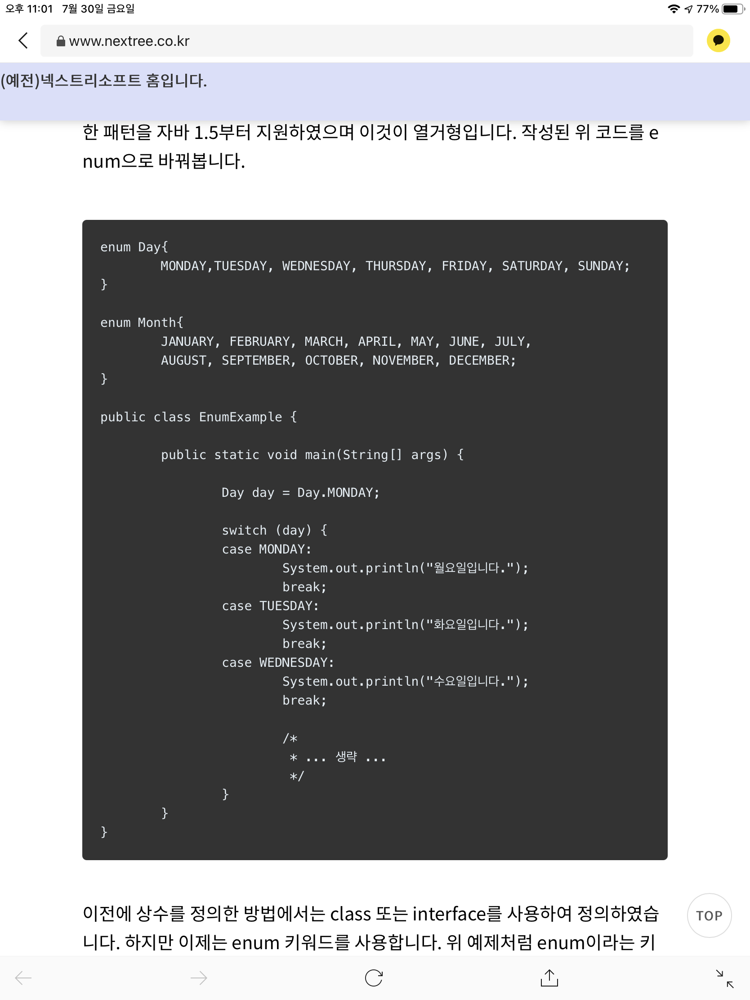 오후 11:01 7월 30일 금요일
77%
www.nextree.co.kr
(예전)넥스트리소프트 홈입니다.
한 패턴을 자바 1.5부터 지원하였으며 이것이 열거형입니다. 작성된 위 코드를 e
num으로 바꿔봅니다.
enum Day{
MONDAY,TUESDAY, WEDNESDAY, THURSDAY, FRIDAY, SATURDAY, SUNDAY;
}
enum Month{
JANUARY, FEBRUARY, MARCH, APRIL, MAY, JUNE, JULY,
AUGUST, SEPTEMBER, OCTOBER, NOVEMBER, DECEMBER;
}
public class EnumExample {
public static void main(String[] args) {
Day day = Day.MONDAY;
switch (day) {
case MONDAY:
System.out.println("월요일입니다.");
break;
case TUESDAY:
System.out.println("화요일입니다.");
break;
case WEDNESDAY:
System.out.println("수요일입니다.");
break;
/*
* ... 생략 ...
*/
}
}
}
이전에 상수를 정의한 방법에서는 class 또는 interface를 사용하여 정의하였습
니다. 하지만 이제는 enum 키워드를 사용합니다. 위 예제처럼 enum이라는 키
TOP